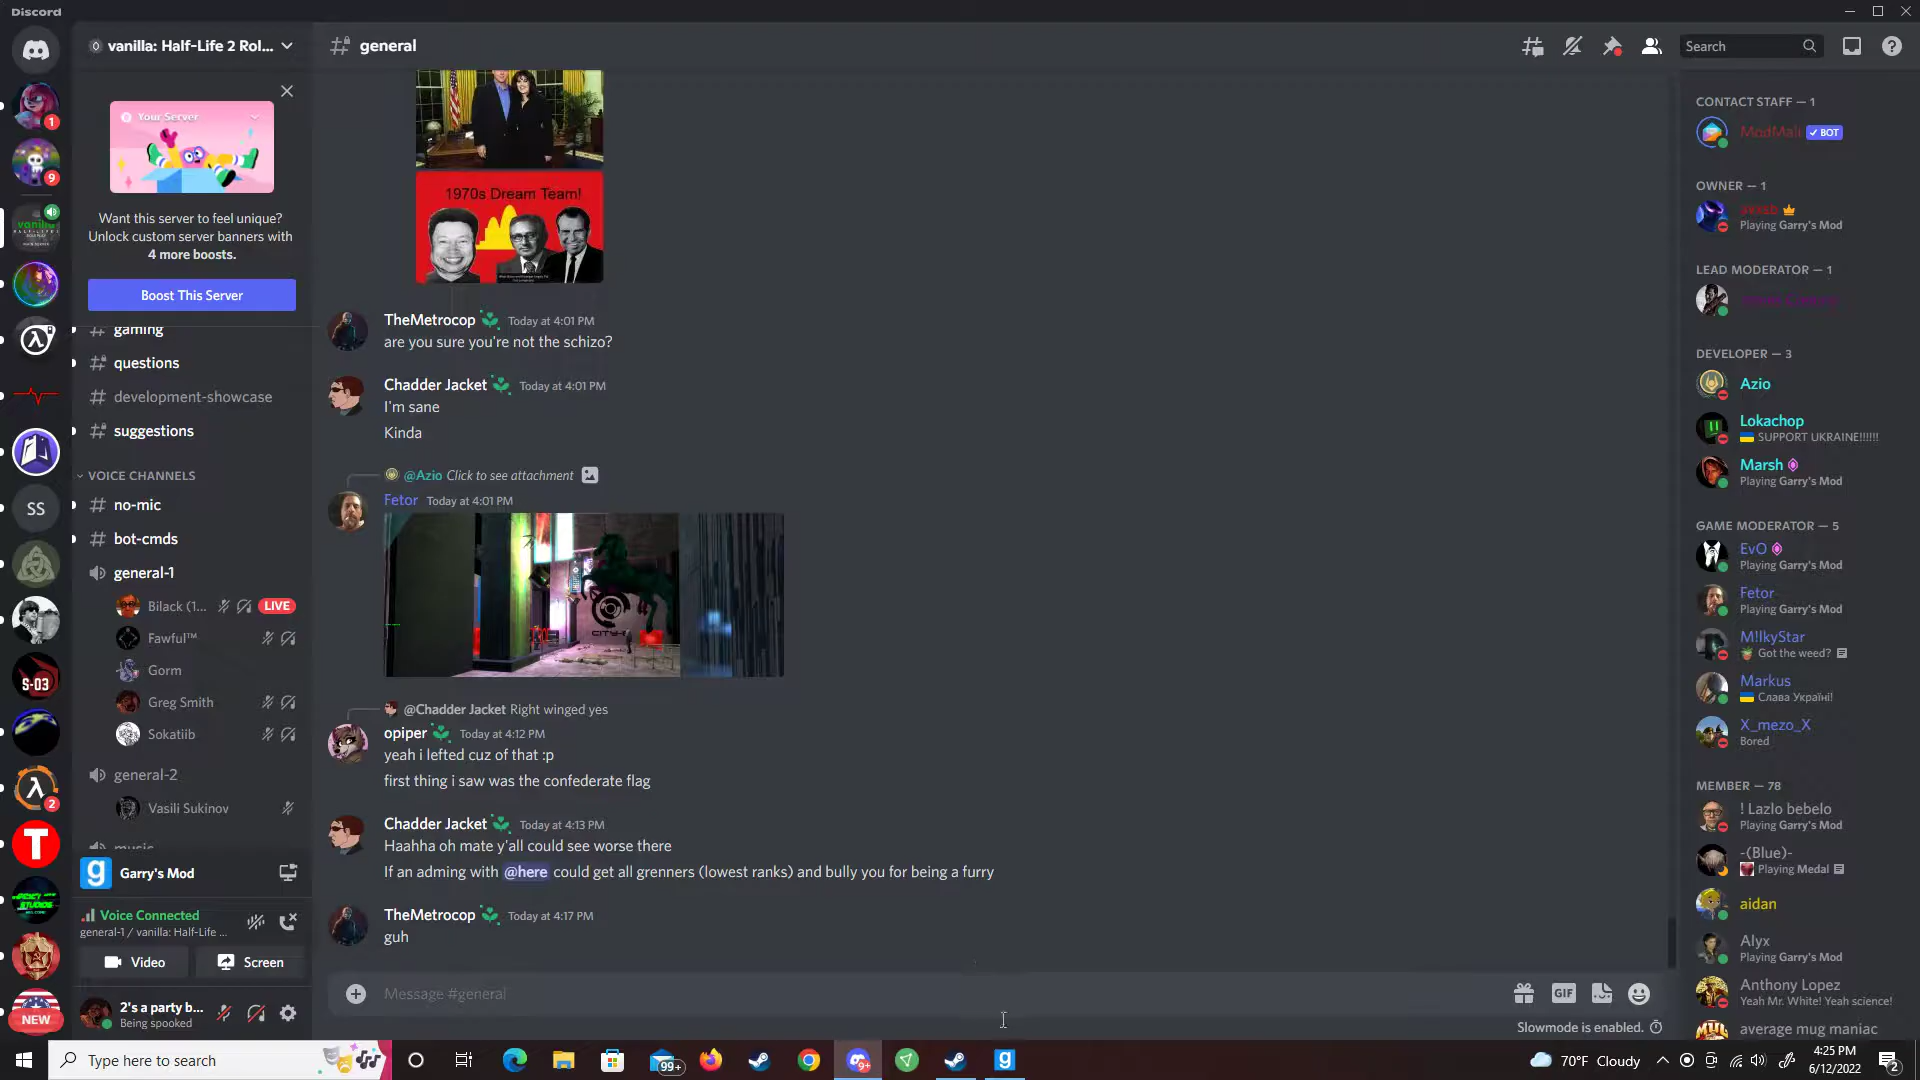 Discord
vanilla: Half-Life 2 Rol...
general
Search
Your Server
Want this server to feel unique?
Unlock custom server banners with
4 more boosts.
Boost This Server
gaming
questions
development-showcase
suggestions
VOICE CHANNELS
no-mic
bot-cmds
general-1
Bilack (1...
LIVE
Fawful™
Gorm
Greg Smith
Sokatiib
general-2
Vasili Sukinov
music
Garry's Mod
Voice Connected
general-1 / vanilla: Half-Life ...
Video
Screen
2's a party b...
Being spooked
1
9
SS
S-03
2
T
NEW
1970s Dream Team!
TheMetrocop Today at 4:01 PM
are you sure you're not the schizo?
Chadder Jacket Today at 4:01 PM
I'm sane
Kinda
@Azio Click to see attachment
Fetor Today at 4:01 PM
@Chadder Jacket Right winged yes
opiper Today at 4:12 PM
yeah i lefted cuz of that :p
first thing i saw was the confederate flag
Chadder Jacket Today at 4:13 PM
Haahha oh mate y'all could see worse there
If an adming with @here could get all grenners (lowest ranks) and bully you for being a furry
TheMetrocop Today at 4:17 PM
guh
Message #general
GIF
Slowmode is enabled.
CONTACT STAFF — 1
ModMail BOT
OWNER — 1
Playing Garry's Mod
LEAD MODERATOR — 1
DEVELOPER — 3
Azio
Lokachop
SUPPORT UKRAINE!!!!!!
Marsh
Playing Garry's Mod
GAME MODERATOR — 5
EvO
Playing Garry's Mod
Fetor
Playing Garry's Mod
M!lkyStar
Got the weed?
Markus
Слава Україні!
X_mezo_X
Bored
MEMBER — 78
! Lazlo bebelo
Playing Garry's Mod
-(Blue)-
Playing Medal
aidan
Alyx
Playing Garry's Mod
Anthony Lopez
Yeah Mr. White! Yeah science!
average mug maniac
Type here to search
99+
9+
70°F Cloudy
4:25 PM
6/12/2022
2